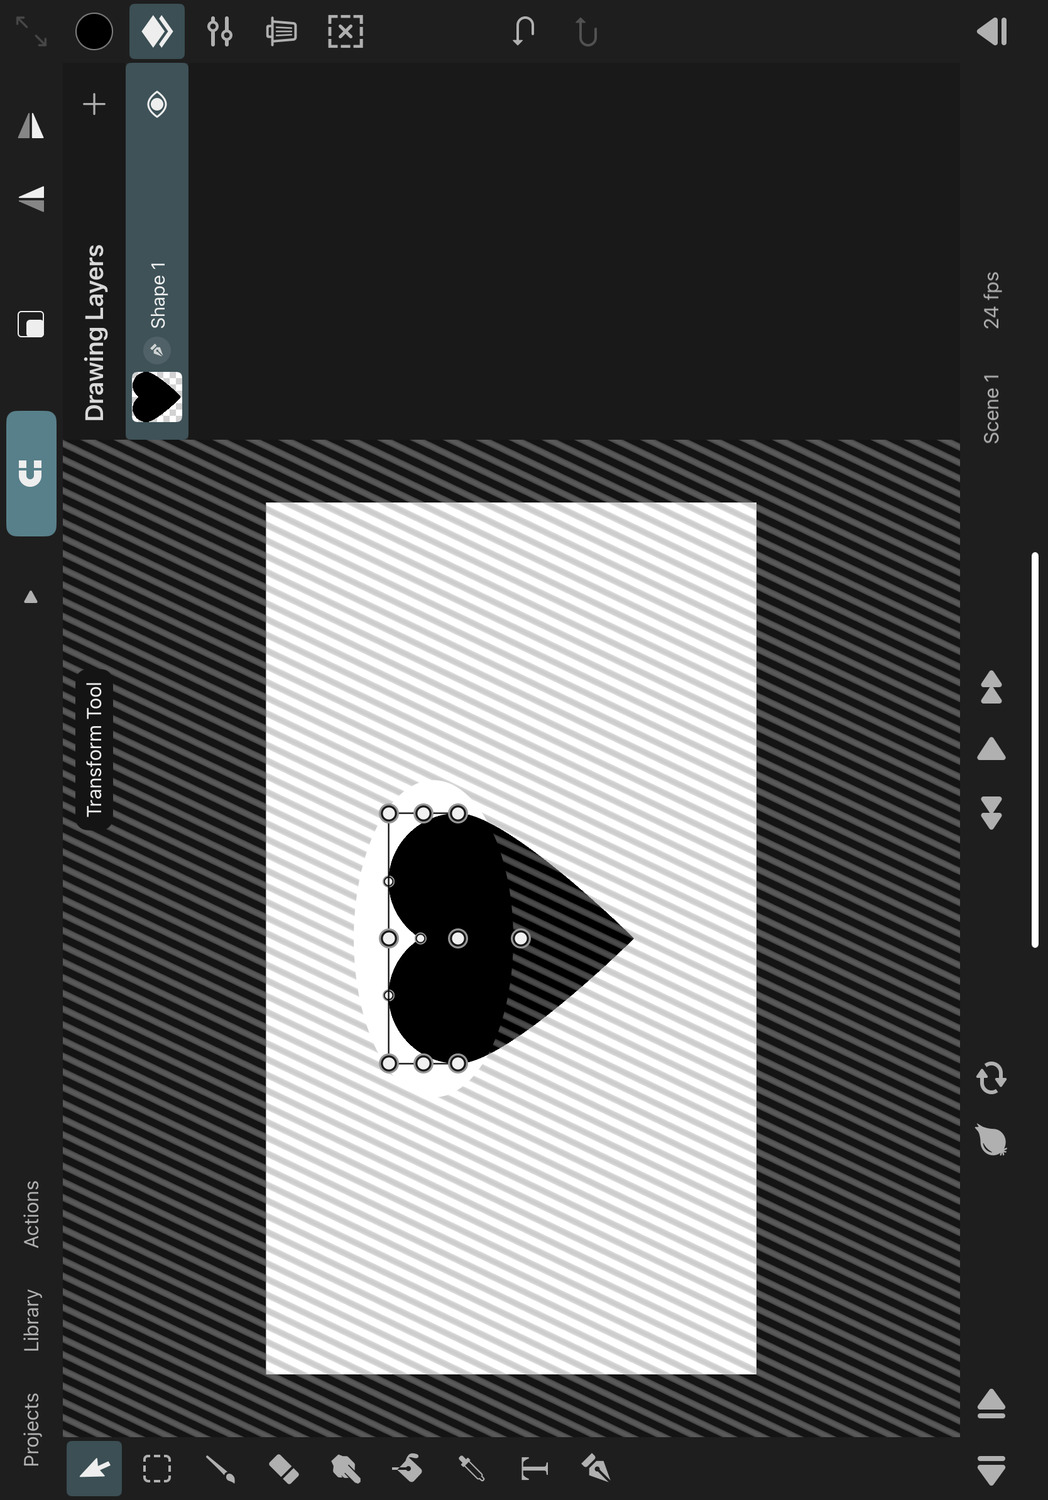 Projects Library Actions
Transform Tool
Drawing Layers
Shape 1
T
Scene 1 24 fps